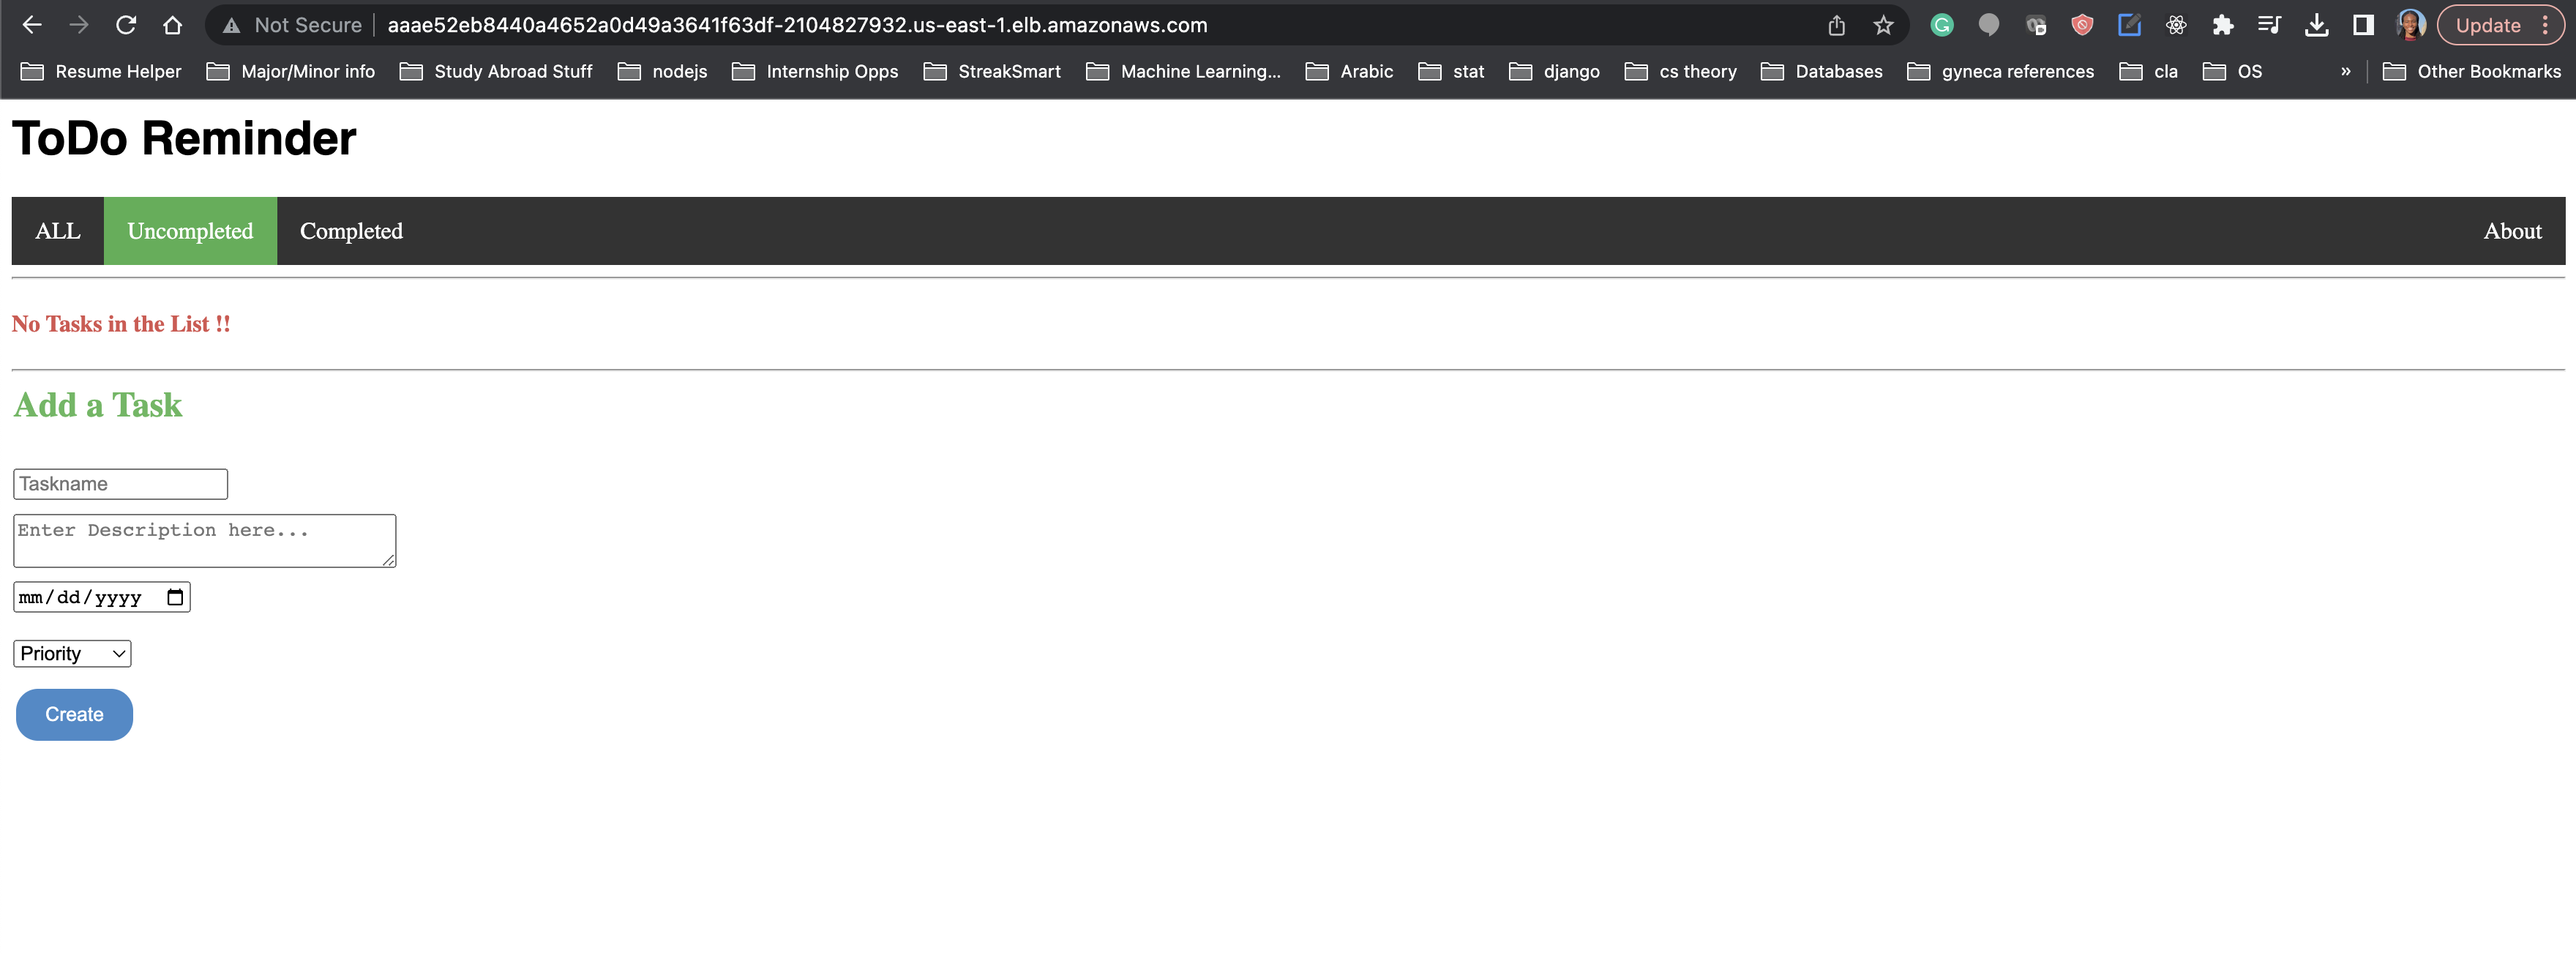 Not Secure aaae52eb8440a4652a0d49a3641f63df-2104827932.us-east-1.elb.amazonaws.com Update
Resume Helper Major/Minor info Study Abroad Stuff nodejs Internship Opps StreakSmart Machine Learning... Arabic stat django cs theory Databases gyneca references cla OS » Other Bookmarks
ToDo Reminder
ALL Uncompleted Completed About
No Tasks in the List !!
Add a Task
Taskname
Enter Description here...
mm/dd/yyyy
Priority
Create